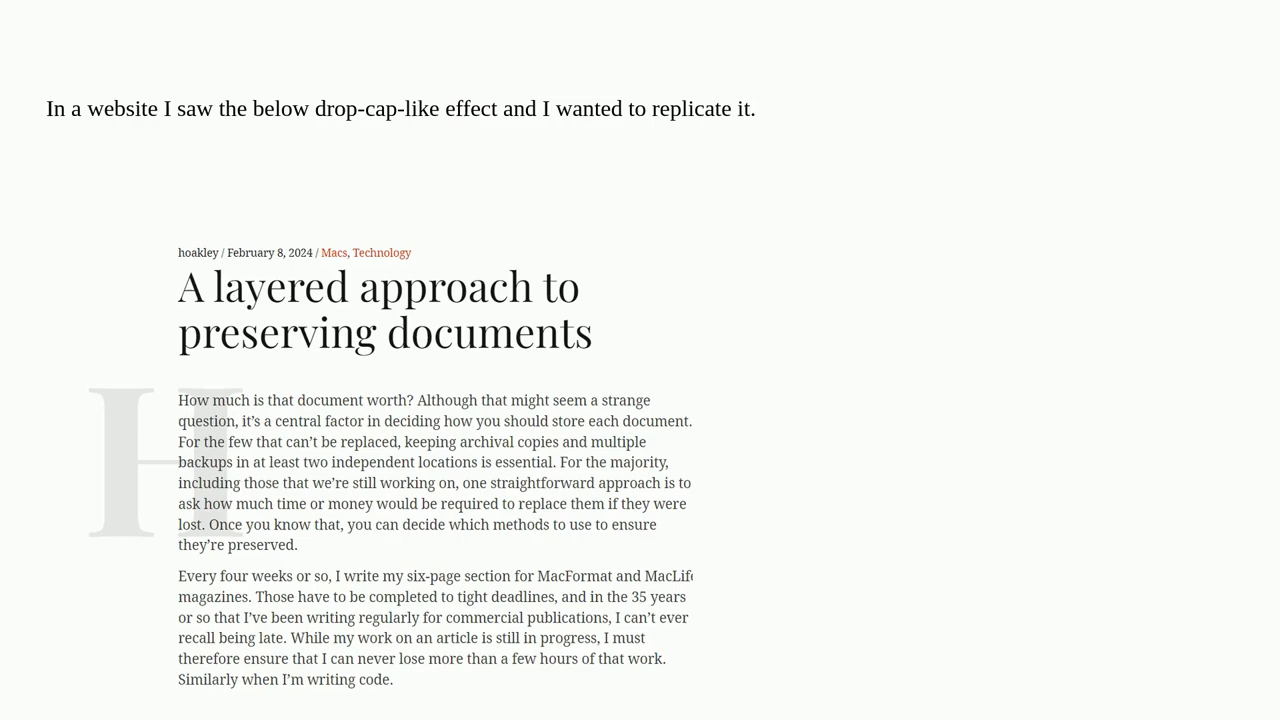 In a website I saw the below drop-cap-like effect and I wanted to replicate it.
hoakley / February 8, 2024 / Macs, Technology
A layered approach to
preserving documents
H
How much is that document worth? Although that might seem a strange
question, it’s a central factor in deciding how you should store each document.
For the few that can’t be replaced, keeping archival copies and multiple
backups in at least two independent locations is essential. For the majority,
including those that we’re still working on, one straightforward approach is to
ask how much time or money would be required to replace them if they were
lost. Once you know that, you can decide which methods to use to ensure
they’re preserved.
Every four weeks or so, I write my six-page section for MacFormat and MacLife
magazines. Those have to be completed to tight deadlines, and in the 35 years
or so that I’ve been writing regularly for commercial publications, I can’t ever
recall being late. While my work on an article is still in progress, I must
therefore ensure that I can never lose more than a few hours of that work.
Similarly when I’m writing code.